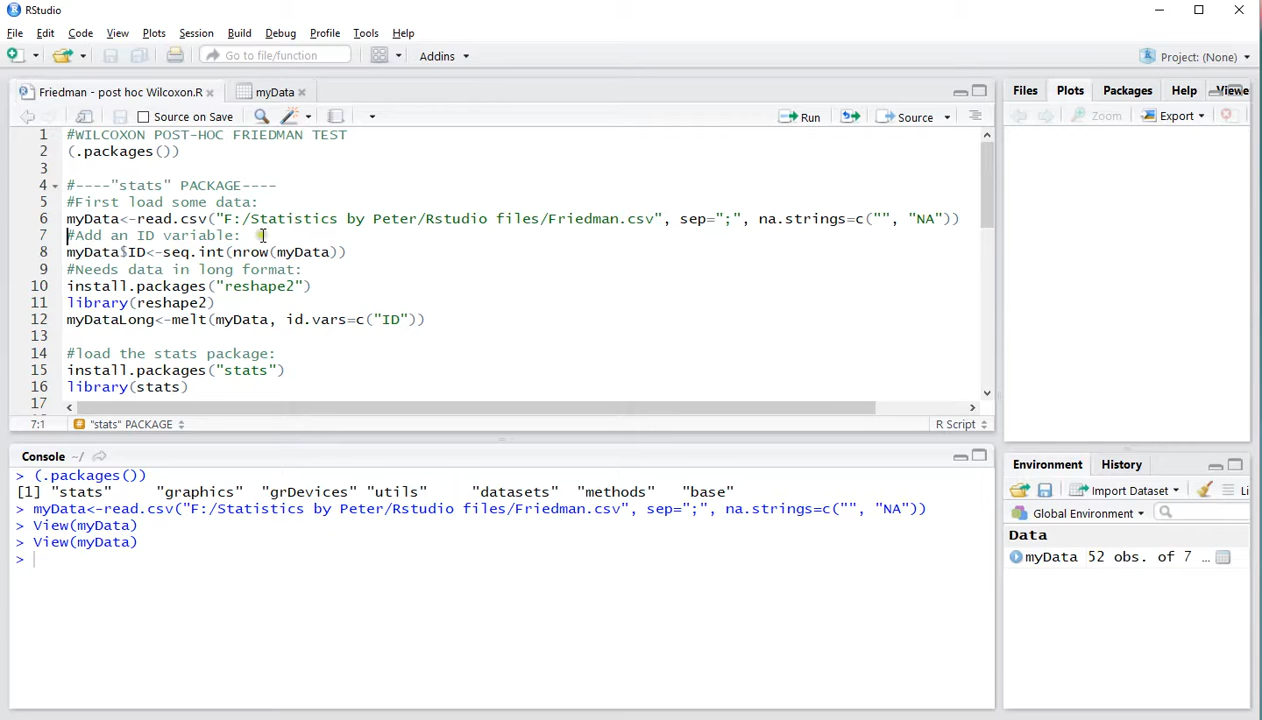 RStudio
File Edit Code View Plots Session Build Debug Profile Tools Help
Go to file/function Addins Project: (None)
Friedman - post hoc Wilcoxon.R myData
Source on Save Run Source
1 #WILCOXON POST-HOC FRIEDMAN TEST
2 (.packages())
3
4 #----"stats" PACKAGE----
5 #First load some data:
6 myData<-read.csv("F:/Statistics by Peter/Rstudio files/Friedman.csv", sep=";", na.strings=c("", "NA"))
7 #Add an ID variable:
8 myData$ID<-seq.int(nrow(myData))
9 #Needs data in long format:
10 install.packages("reshape2")
11 library(reshape2)
12 myDataLong<-melt(myData, id.vars=c("ID"))
13
14 #load the stats package:
15 install.packages("stats")
16 library(stats)
17
7:1 # "stats" PACKAGE R Script
Console ~/
> (.packages())
[1] "stats" "graphics" "grDevices" "utils" "datasets" "methods" "base"
> myData<-read.csv("F:/Statistics by Peter/Rstudio files/Friedman.csv", sep=";", na.strings=c("", "NA"))
> View(myData)
> View(myData)
>
Files Plots Packages Help Viewe
Zoom Export
Environment History
Import Dataset Li
Global Environment
Data
myData 52 obs. of 7 ...